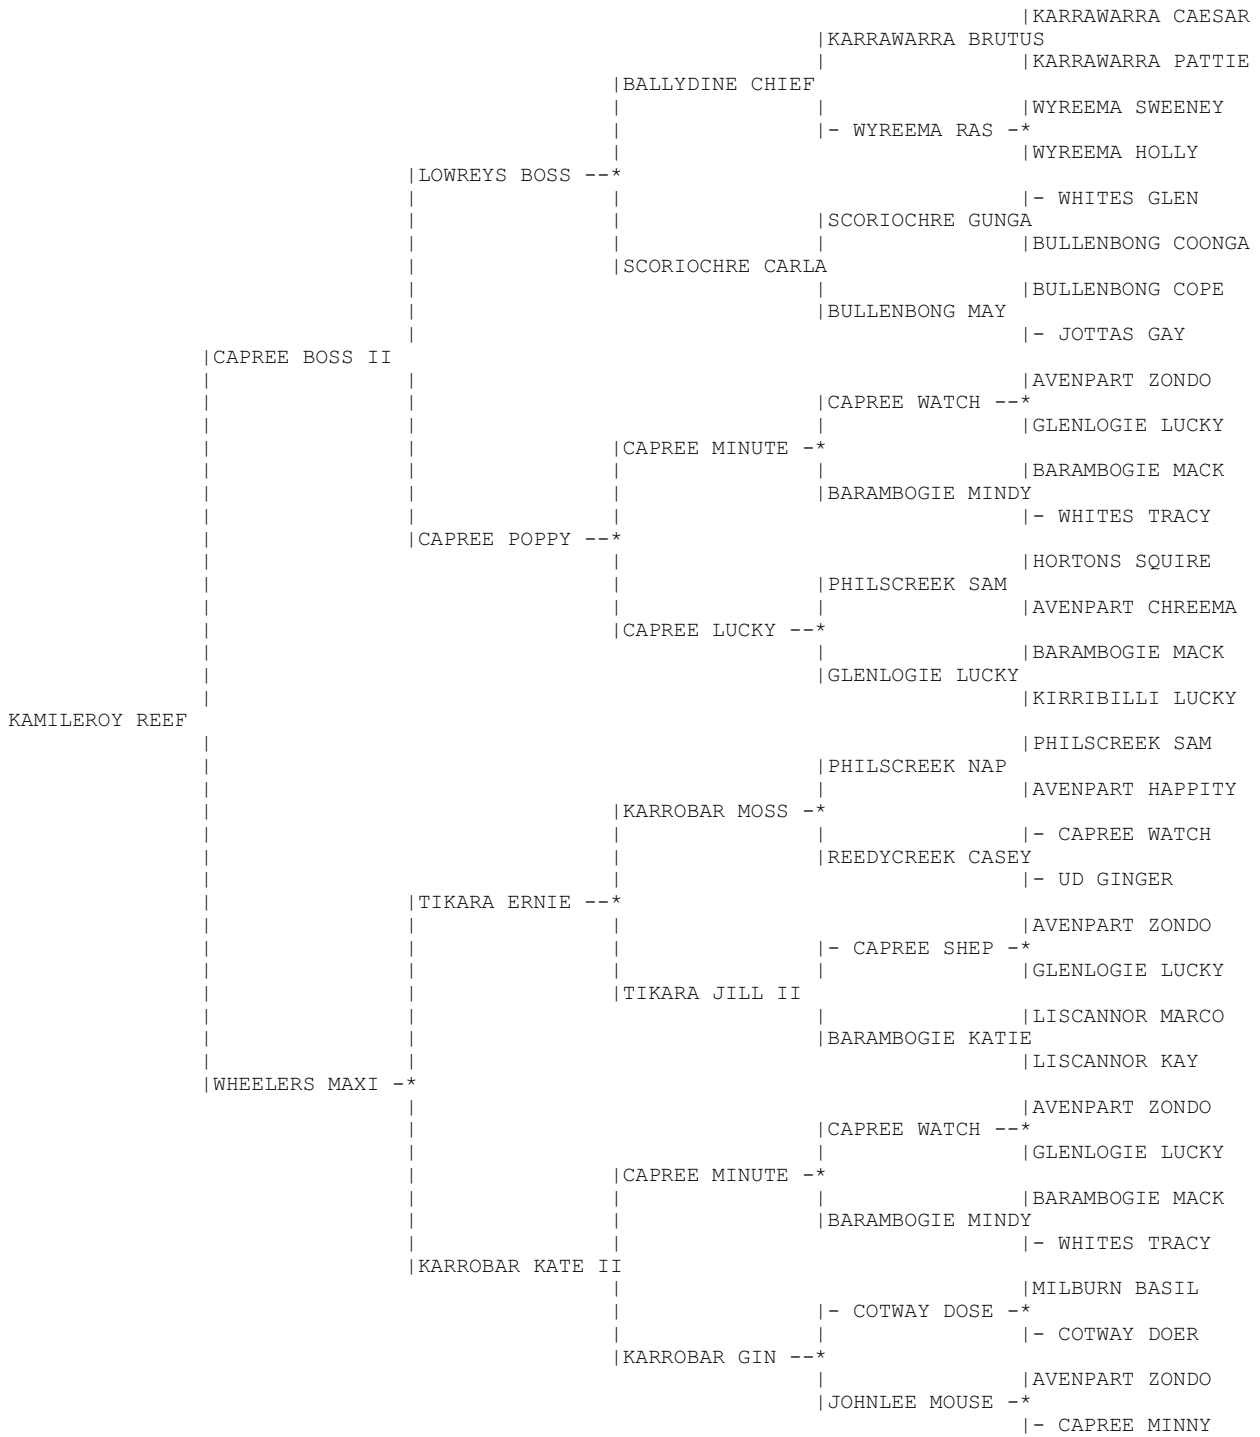 KARRAWARRA CAESAR
KARRAWARRA BRUTUS
KARRAWARRA PATTIE
BALLYDINE CHIEF
WYREEMA SWEENEY
- WYREEMA RAS -*
WYREEMA HOLLY
LOWREYS BOSS --*
- WHITES GLEN
SCORIOCHRE GUNGA
BULLENBONG COONGA
SCORIOCHRE CARLA
BULLENBONG COPE
BULLENBONG MAY
- JOTTAS GAY
CAPREE BOSS II
AVENPART ZONDO
CAPREE WATCH --*
GLENLOGIE LUCKY
CAPREE MINUTE -*
BARAMBOGIE MACK
BARAMBOGIE MINDY
- WHITES TRACY
CAPREE POPPY --*
HORTONS SQUIRE
PHILSCREEK SAM
AVENPART CHREEMA
CAPREE LUCKY --*
BARAMBOGIE MACK
GLENLOGIE LUCKY
KIRRIBILLI LUCKY
KAMILEROY REEF
PHILSCREEK SAM
PHILSCREEK NAP
AVENPART HAPPITY
KARROBAR MOSS -*
- CAPREE WATCH
REEDYCREEK CASEY
- UD GINGER
TIKARA ERNIE --*
AVENPART ZONDO
- CAPREE SHEP -*
GLENLOGIE LUCKY
TIKARA JILL II
LISCANNOR MARCO
BARAMBOGIE KATIE
LISCANNOR KAY
WHEELERS MAXI -*
AVENPART ZONDO
CAPREE WATCH --*
GLENLOGIE LUCKY
CAPREE MINUTE -*
BARAMBOGIE MACK
BARAMBOGIE MINDY
- WHITES TRACY
KARROBAR KATE II
MILBURN BASIL
- COTWAY DOSE -*
- COTWAY DOER
KARROBAR GIN --*
AVENPART ZONDO
JOHNLEE MOUSE -*
- CAPREE MINNY